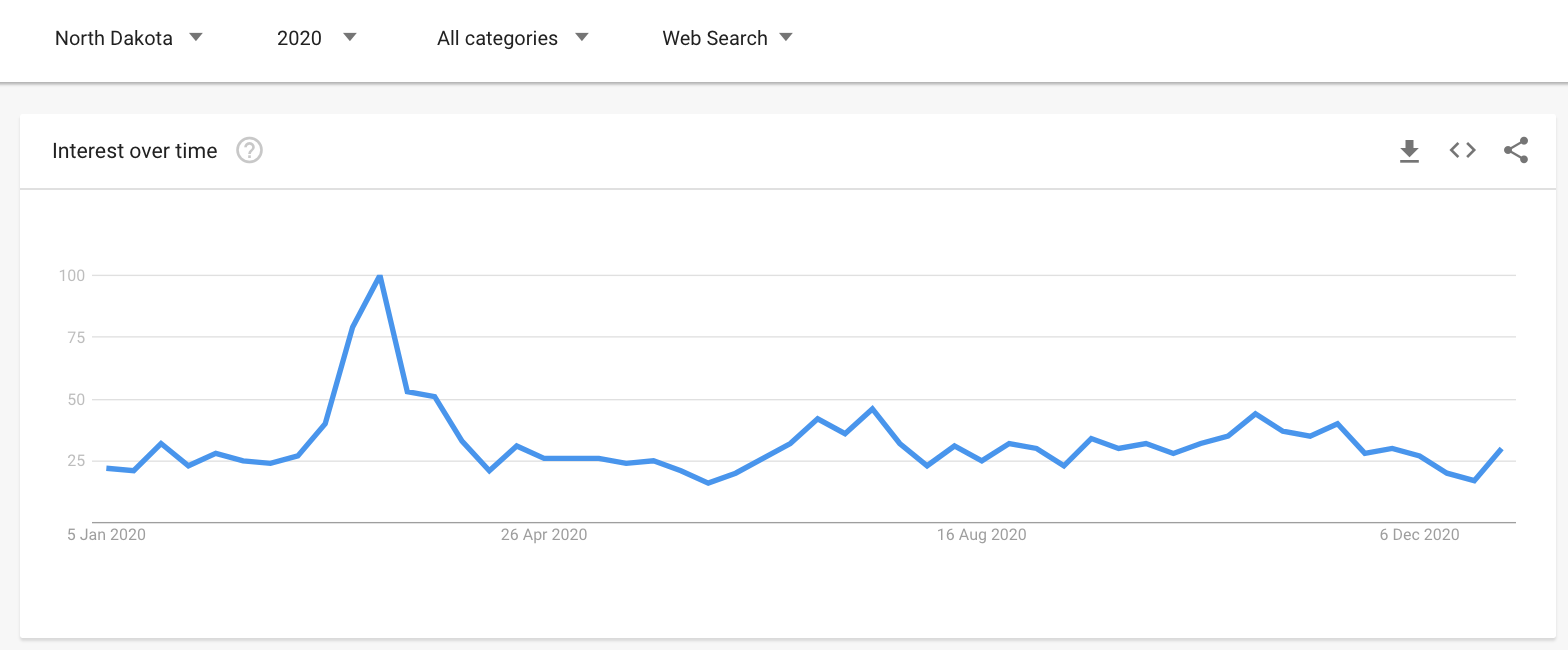 North Dakota 2020 All categories Web Search
Interest over time ?
100
75
50
25
5 Jan 2020 26 Apr 2020 16 Aug 2020 6 Dec 2020